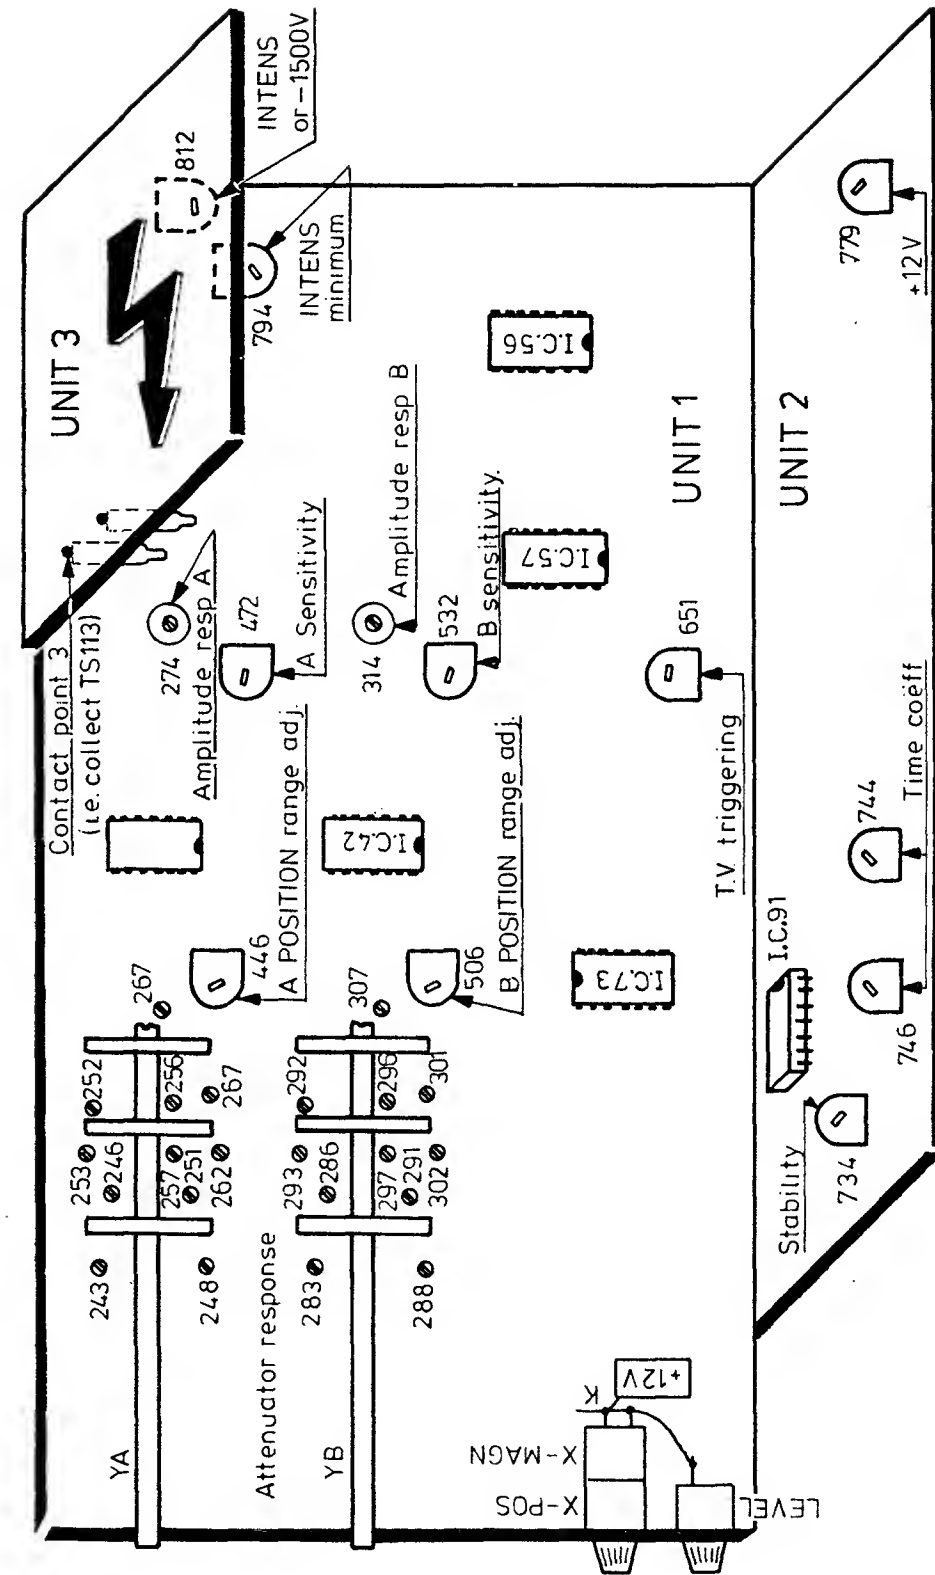 UNIT 3
812
INTENS
or -1500V
794
INTENS
minimum
Contact point 3
(i.e. collect TS113)
274
Amplitude resp A
472
A Sensitivity
314
Amplitude resp B
532
B sensitivity.
I.C.56
I.C.57
UNIT 1
UNIT 2
779
+12V
651
T.V. triggering
I.C.42
446
A POSITION range adj.
506
B POSITION range adj.
I.C.73
I.C.91
744
746
Time coëff
Stability
734
267
252
256
267
253
246
257
251
262
243
248
307
292
296
301
293
286
297
291
302
283
288
Attenuator response
YA
YB
K
+12V
X-MAGN
X-POS
LEVEL